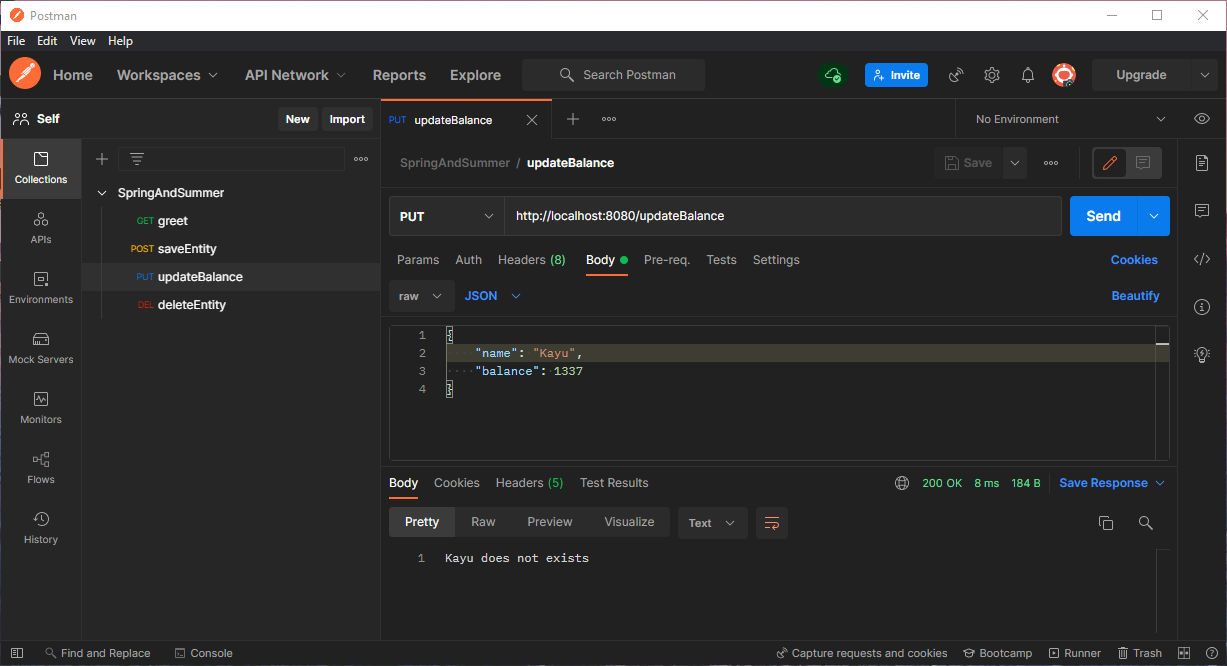 Postman
File Edit View Help
Home Workspaces API Network Reports Explore Search Postman Invite Upgrade
Self New Import
PUT updateBalance No Environment
SpringAndSummer / updateBalance Save
Collections
APIs
Environments
Mock Servers
Monitors
Flows
History
SpringAndSummer
GET greet
POST saveEntity
PUT updateBalance
DEL deleteEntity
PUT http://localhost:8080/updateBalance Send
Params Auth Headers (8) Body Pre-req. Tests Settings Cookies
raw JSON Beautify
1 {
2 "name": "Kayu",
3 "balance": 1337
4 }
Body Cookies Headers (5) Test Results 200 OK 8 ms 184 B Save Response
Pretty Raw Preview Visualize Text
1 Kayu does not exists
Find and Replace Console Capture requests and cookies Bootcamp Runner Trash